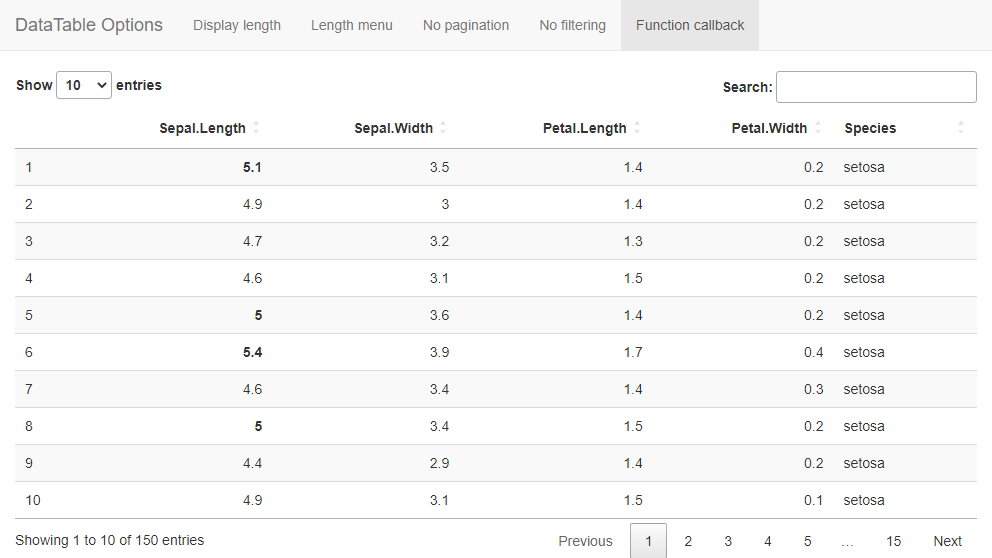 DataTable Options Display length Length menu No pagination No filtering Function callback
Show 10 entries Search:
Sepal.Length Sepal.Width Petal.Length Petal.Width Species
1 5.1 3.5 1.4 0.2 setosa
2 4.9 3 1.4 0.2 setosa
3 4.7 3.2 1.3 0.2 setosa
4 4.6 3.1 1.5 0.2 setosa
5 5 3.6 1.4 0.2 setosa
6 5.4 3.9 1.7 0.4 setosa
7 4.6 3.4 1.4 0.3 setosa
8 5 3.4 1.5 0.2 setosa
9 4.4 2.9 1.4 0.2 setosa
10 4.9 3.1 1.5 0.1 setosa
Showing 1 to 10 of 150 entries Previous 1 2 3 4 5 … 15 Next